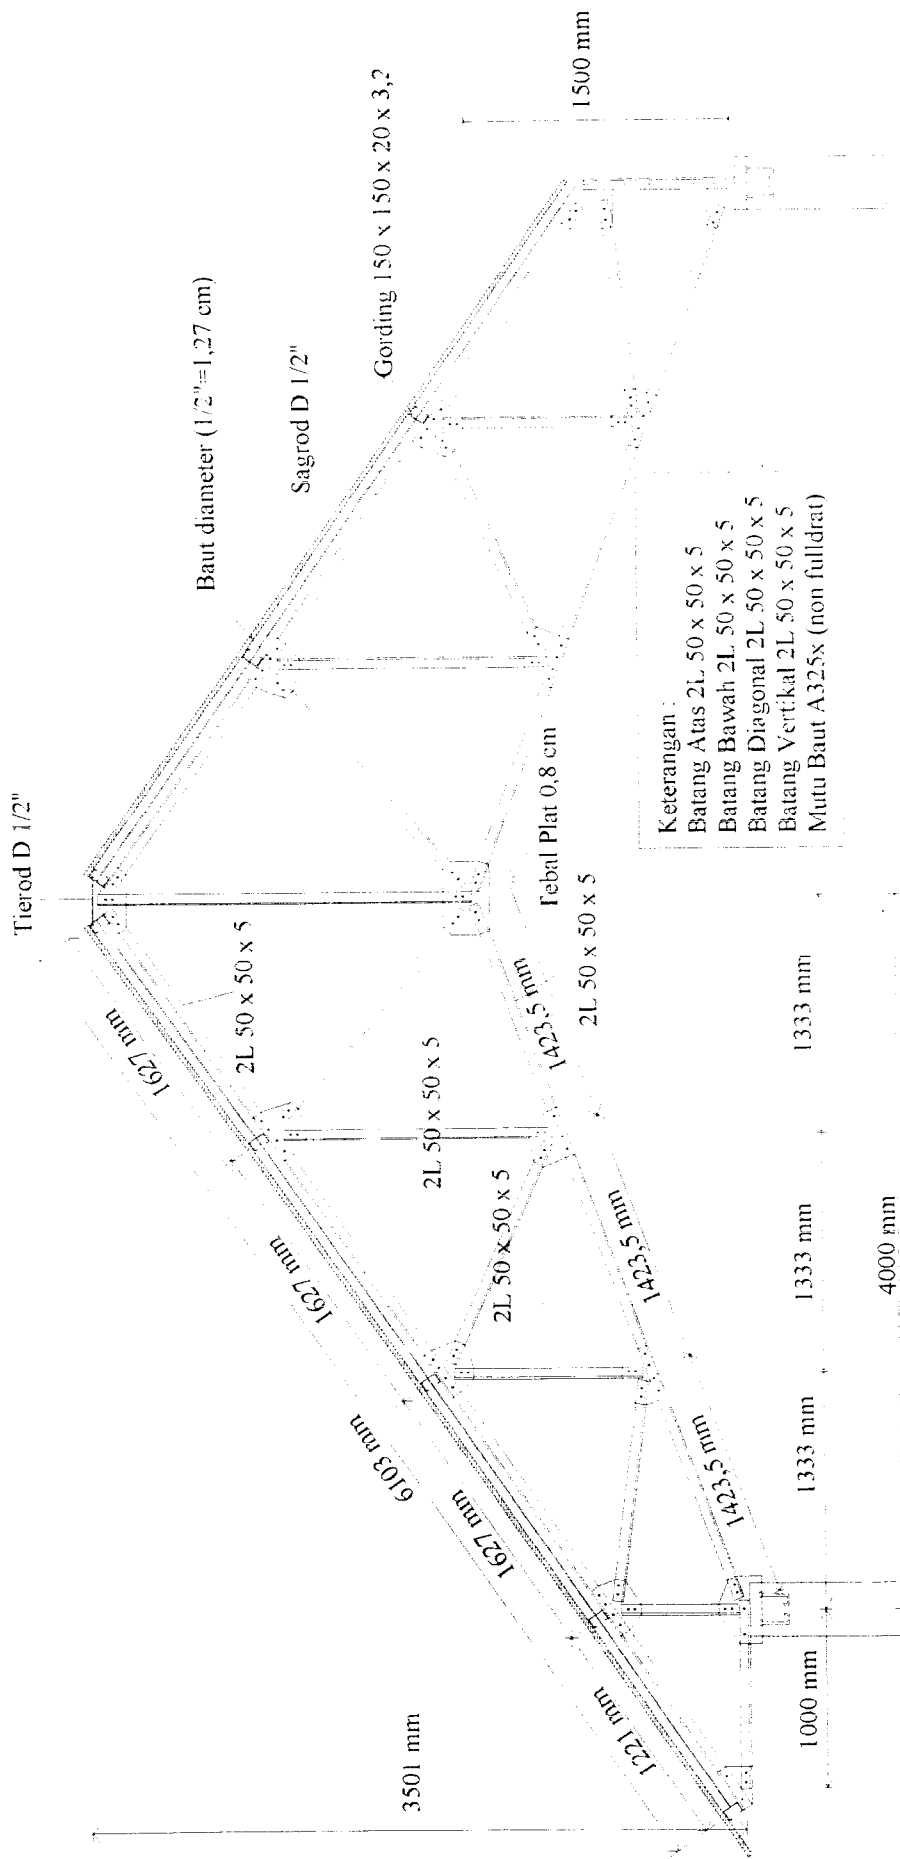 Tierod D 1/2"
Baut diameter (1/2"=1,27 cm)
Sagrod D 1/2"
Gording 150 x 150 x 20 x 3,2
1500 mm
3501 mm
6103 mm
1221 mm
1627 mm
1627 mm
1627 mm
2L 50 x 50 x 5
2L 50 x 50 x 5
2L 50 x 50 x 5
Tebal Plat 0,8 cm
2L 50 x 50 x 5
1423,5 mm
1423,5 mm
1423,5 mm
1000 mm
1333 mm
1333 mm
1333 mm
4000 mm
Keterangan :
Batang Atas 2L 50 x 50 x 5
Batang Bawah 2L 50 x 50 x 5
Batang Diagonal 2L 50 x 50 x 5
Batang Vertikal 2L 50 x 50 x 5
Mutu Baut A325x (non fulldrat)